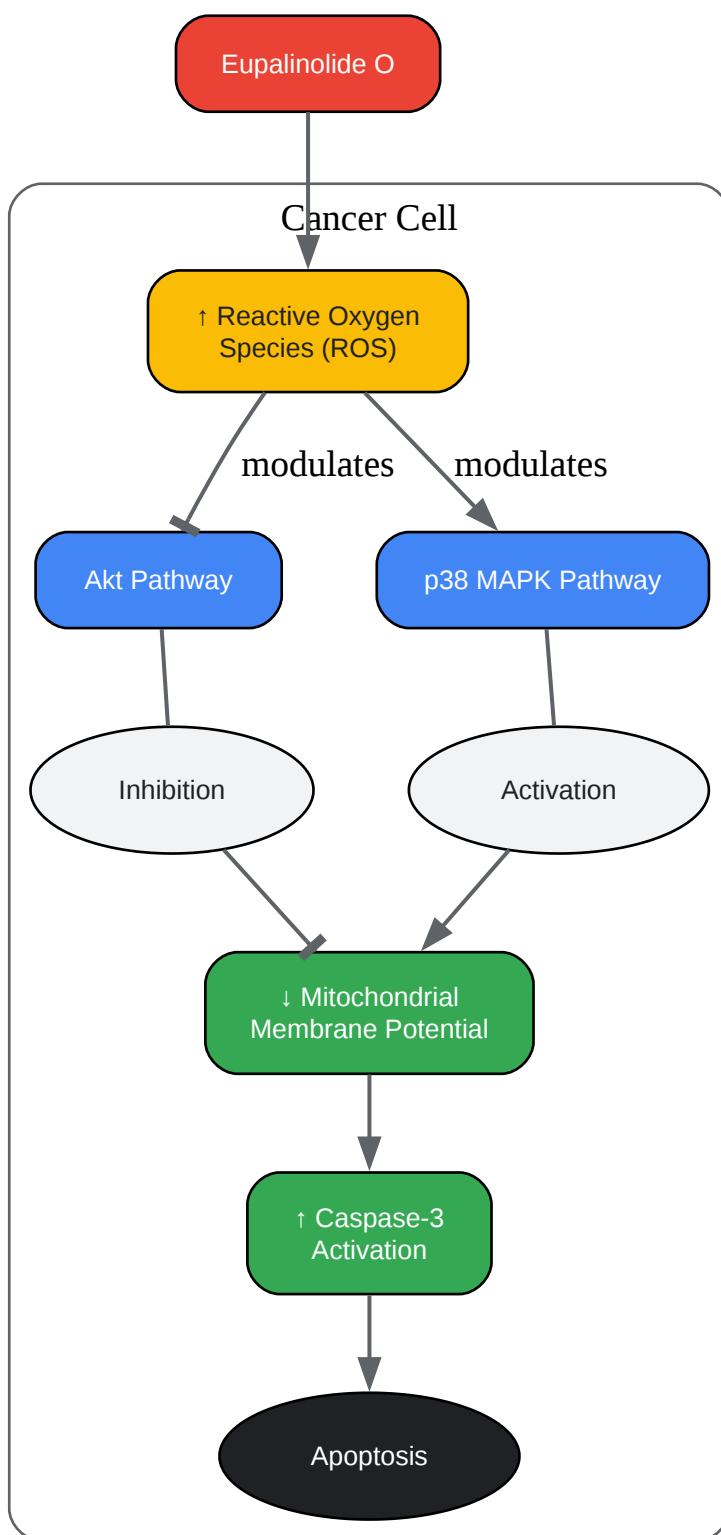 Eupalinolide O
Cancer Cell
↑ Reactive Oxygen
Species (ROS)
modulates
modulates
Akt Pathway
p38 MAPK Pathway
Inhibition
Activation
↓ Mitochondrial
Membrane Potential
↑ Caspase-3
Activation
Apoptosis